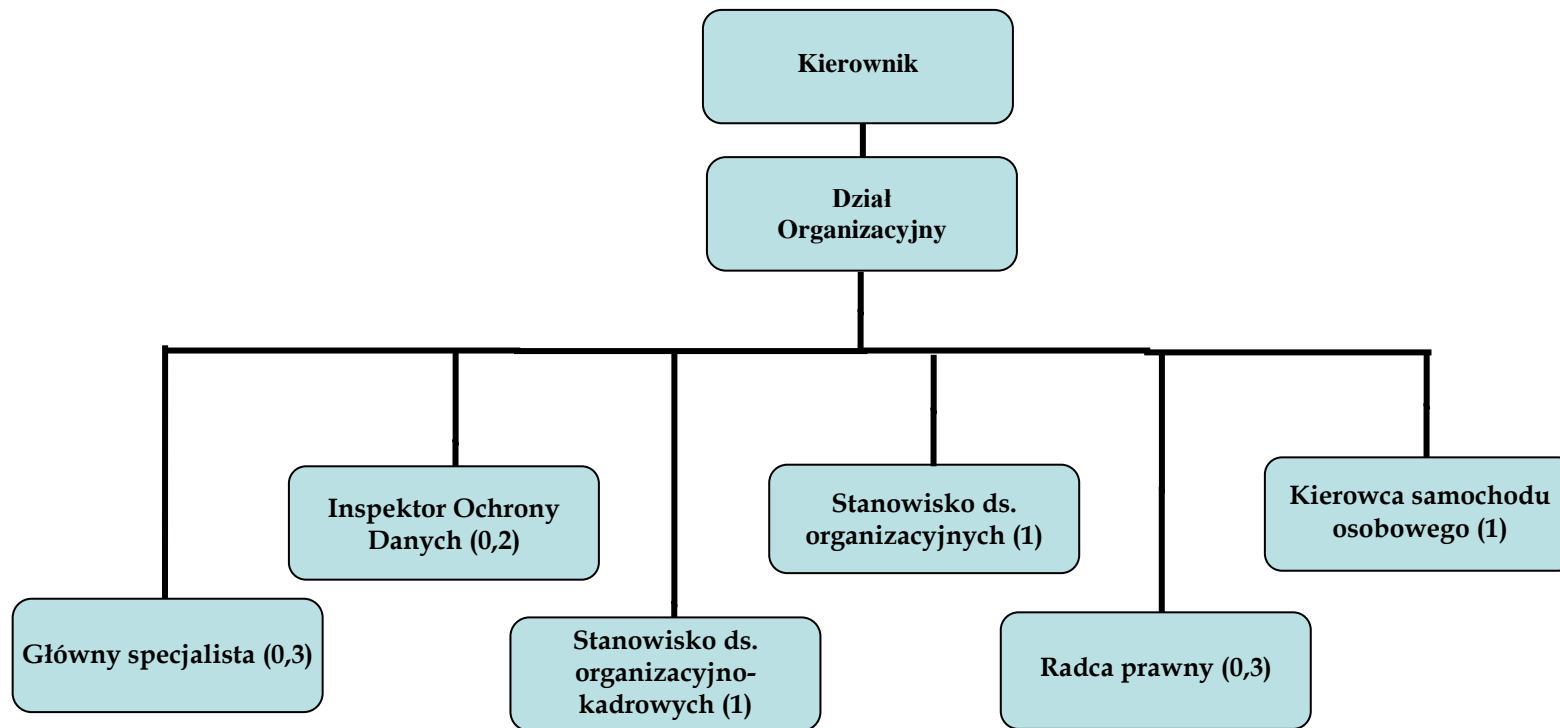 Kierownik
Dział
Organizacyjny
Inspektor Ochrony
Danych (0,2)
Stanowisko ds.
organizacyjnych (1)
Kierowca samochodu
osobowego (1)
Główny specjalista (0,3)
Stanowisko ds.
organizacyjno-
kadrowych (1)
Radca prawny (0,3)